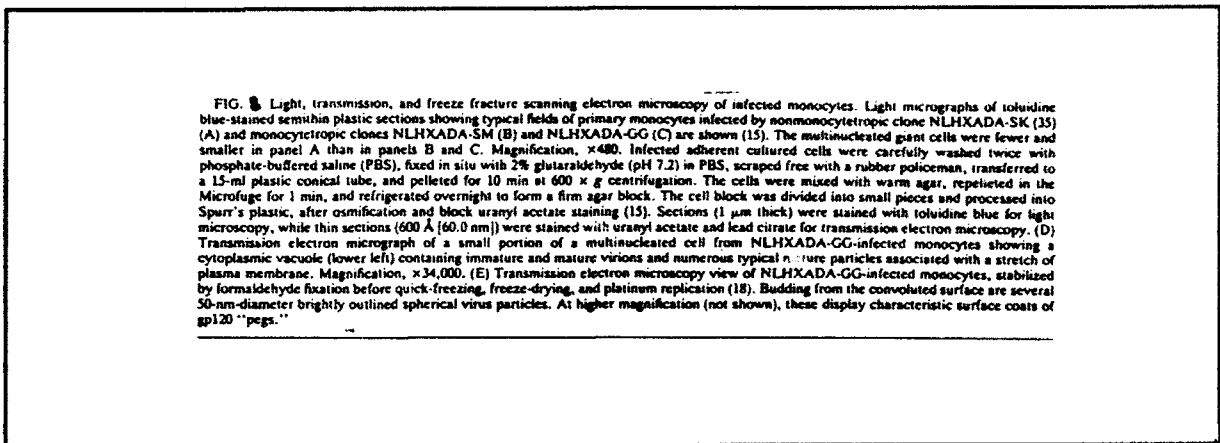 FIG. Light, transmission, and freeze fracture scanning electron microscopy of infected monocytes. Light micrographs of toluidine
blue-stained semithin plastic sections showing typical fields of primary monocytes infected by nonmonocytetropic clone NLHXADA-SK (35)
(A) and monocytetropic clones NLHXADA-SM (B) and NLHXADA-GG (C) are shown (15). The multinucleated giant cells were fewer and
smaller in panel A than in panels B and C. Magnification, ×480. Infected adherent cultured cells were carefully washed twice with
phosphate-buffered saline (PBS), fixed in situ with 2% glutaraldehyde (pH 7.2) in PBS, scraped free with a rubber policeman, transferred to
a 15-ml plastic conical tube, and pelleted for 10 min at 600 × g centrifugation. The cells were mixed with warm agar, repelleted in the
Microfuge for 1 min, and refrigerated overnight to form a firm agar block. The cell block was divided into small pieces and processed into
Spurr's plastic, after osmification and block uranyl acetate staining (15). Sections (1 μm thick) were stained with toluidine blue for light
microscopy, while thin sections (600 Å [60.0 nm]) were stained with uranyl acetate and lead citrate for transmission electron microscopy. (D)
Transmission electron micrograph of a small portion of a multinucleated cell from NLHXADA-GG-infected monocytes showing a
cytoplasmic vacuole (lower left) containing immature and mature virions and numerous typical particles associated with a stretch of
plasma membrane. Magnification, ×34,000. (E) Transmission electron microscopy view of NLHXADA-GG-infected monocytes, stabilized
by formaldehyde fixation before quick-freezing, freeze-drying, and platinum replication (18). Budding from the convoluted surface are several
50-nm-diameter brightly outlined spherical virus particles. At higher magnification (not shown), these display characteristic surface coats of
gp120 "pegs."